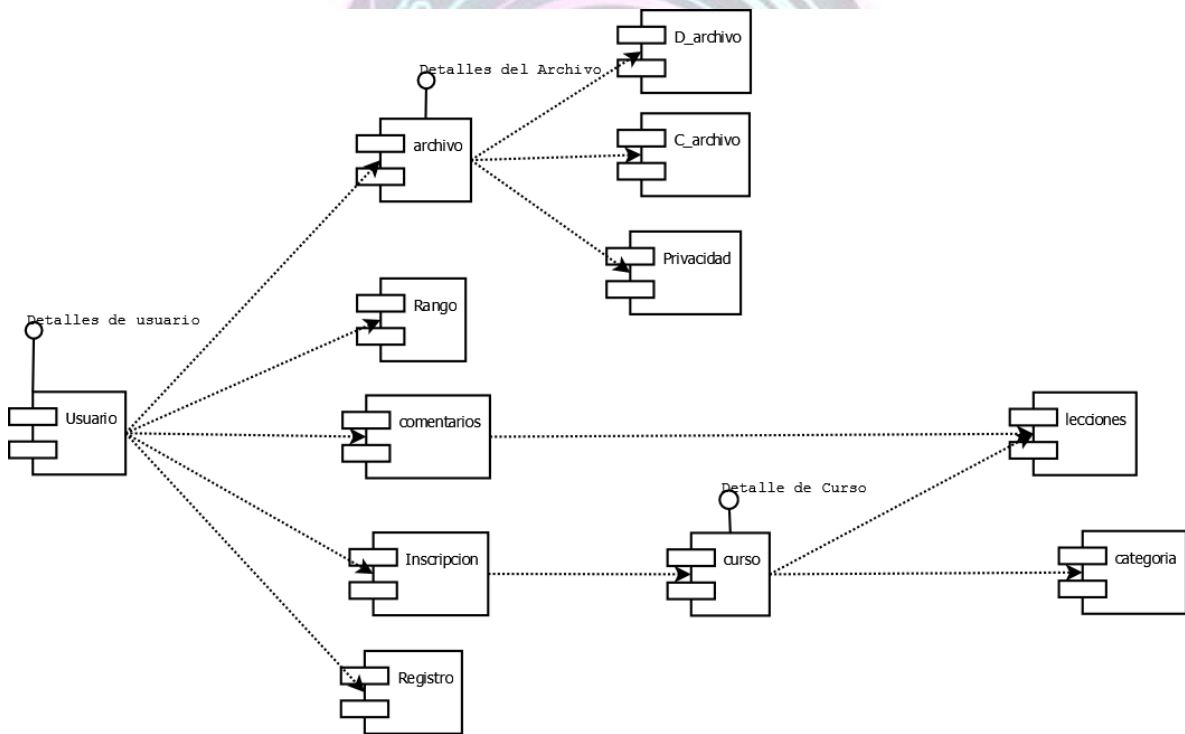 D_archivo
Detalles del Archivo
archivo
C_archivo
Privacidad
Rango
Detalles de usuario
Usuario
comentarios
lecciones
Detalle de Curso
Inscripcion
curso
categoria
Registro